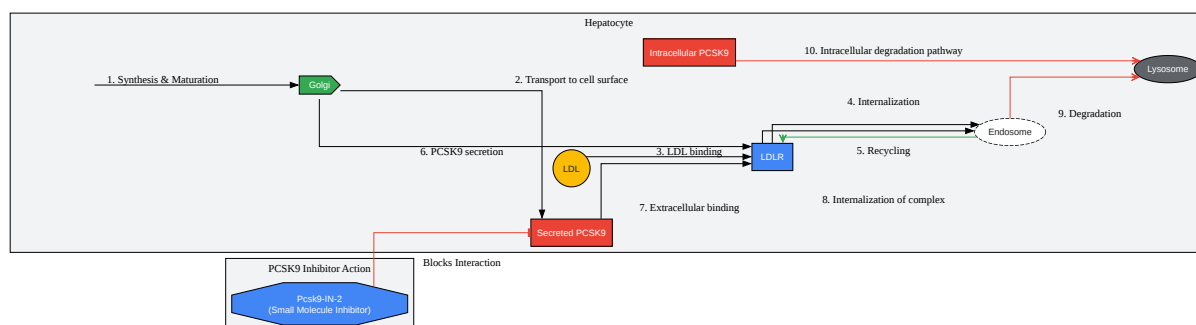 Hepatocyte
Intracellular PCSK9
10. Intracellular degradation pathway
Lysosome
1. Synthesis & Maturation
Golgi
2. Transport to cell surface
4. Internalization
9. Degradation
Endosome
6. PCSK9 secretion
LDL
3. LDL binding
LDLR
5. Recycling
7. Extracellular binding
8. Internalization of complex
Secreted PCSK9
Blocks Interaction
PCSK9 Inhibitor Action
Pcsk9-IN-2
(Small Molecule Inhibitor)